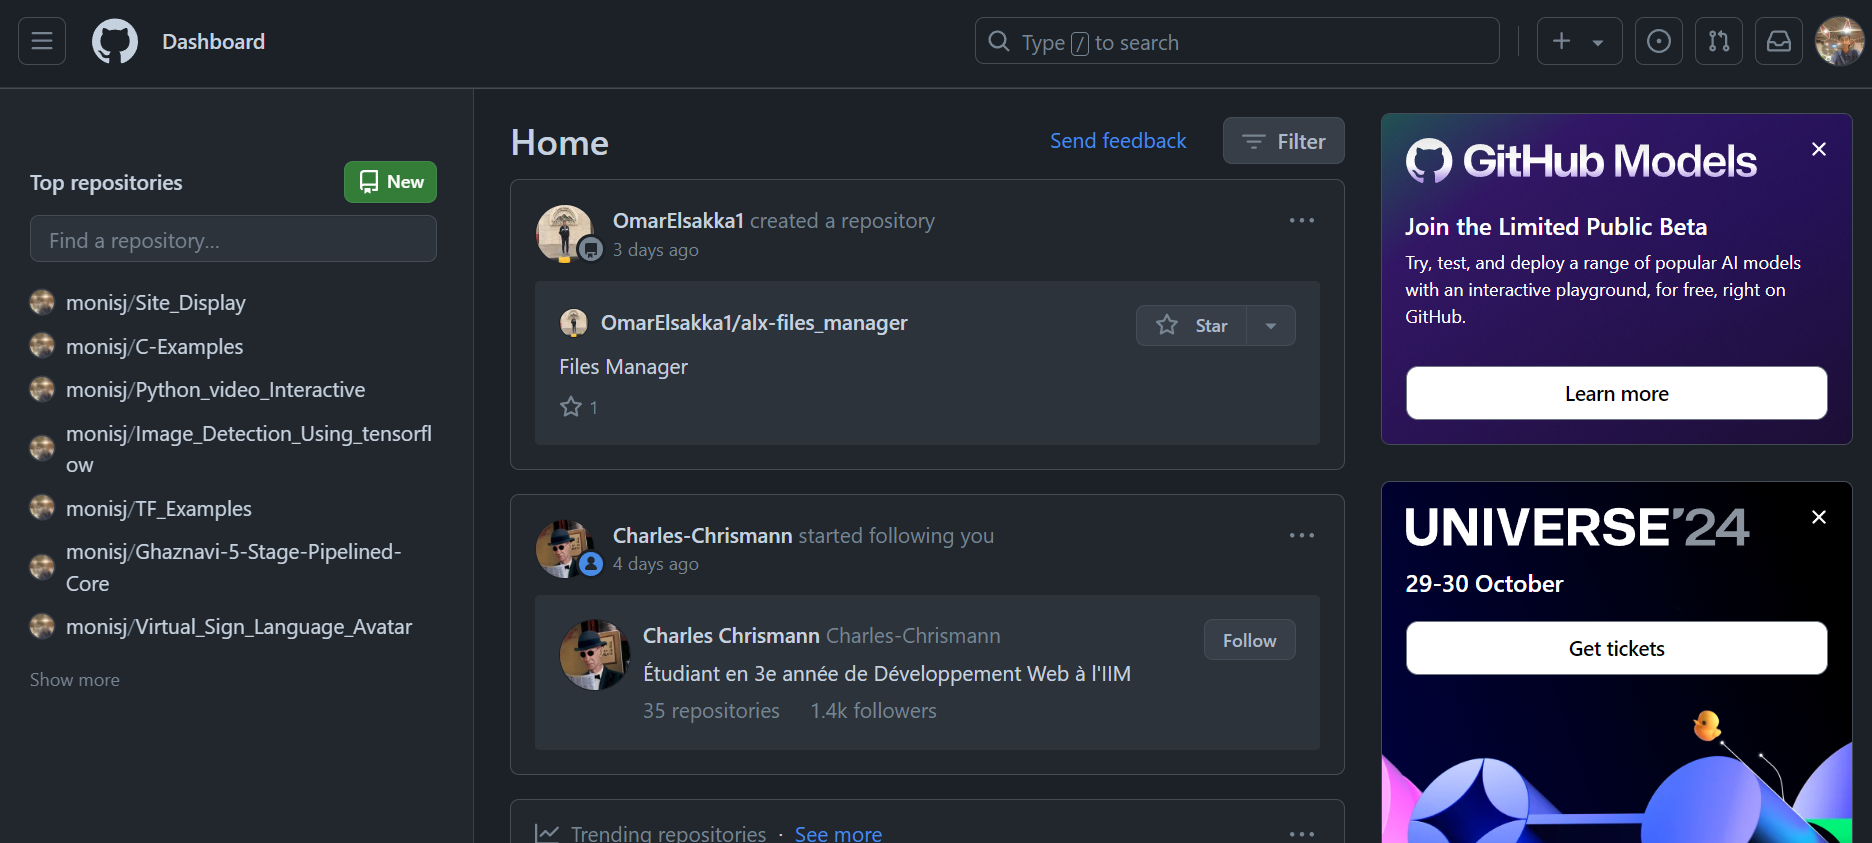 Dashboard
Type / to search
Top repositories
New
Find a repository...
monisj/Site_Display
monisj/C-Examples
monisj/Python_video_Interactive
monisj/Image_Detection_Using_tensorfl
ow
monisj/TF_Examples
monisj/Ghaznavi-5-Stage-Pipelined-
Core
monisj/Virtual_Sign_Language_Avatar
Show more
Home
Send feedback
Filter
OmarElsakka1 created a repository
3 days ago
OmarElsakka1/alx-files_manager
Star
Files Manager
1
Charles-Chrismann started following you
4 days ago
Charles Chrismann Charles-Chrismann
Follow
Étudiant en 3e année de Développement Web à l'IIM
35 repositories 1.4k followers
Trending repositories · See more
GitHub Models
Join the Limited Public Beta
Try, test, and deploy a range of popular AI models
with an interactive playground, for free, right on
GitHub.
Learn more
UNIVERSE'24
29-30 October
Get tickets